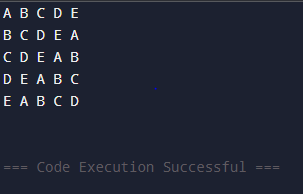 A B C D E
B C D E A
C D E A B
D E A B C
E A B C D
=== Code Execution Successful ===